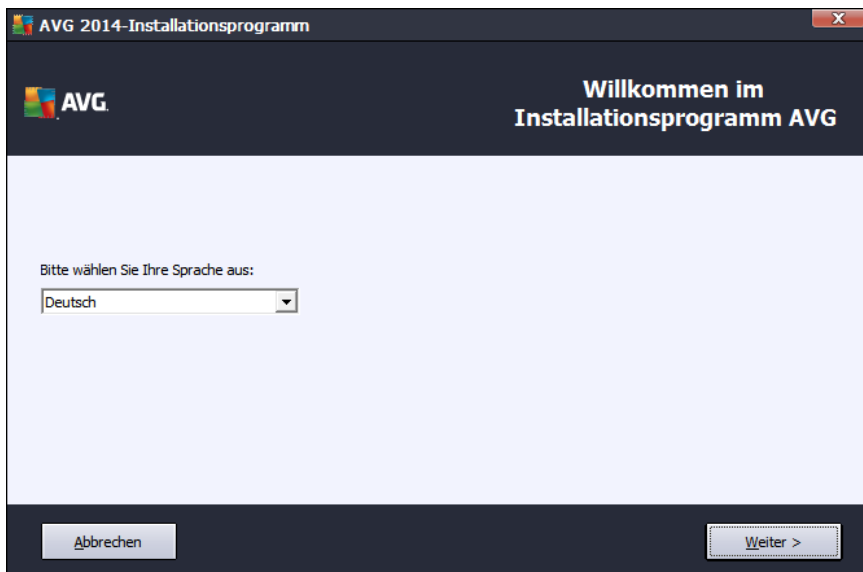 AVG 2014-Installationsprogramm
X
AVG.
Willkommen im
Installationsprogramm AVG
Bitte wählen Sie Ihre Sprache aus:
Deutsch
Abbrechen
Weiter >